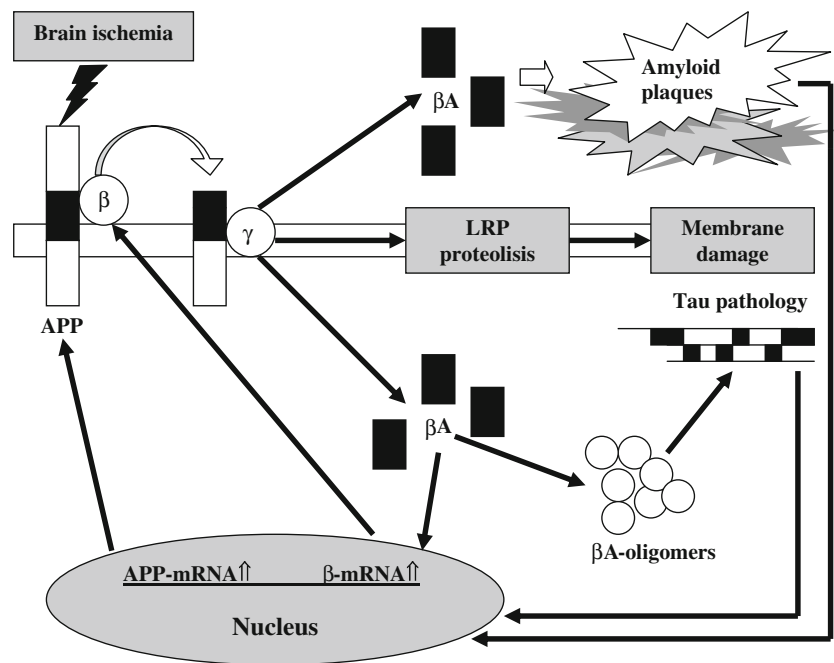 Brain ischemia
βA
Amyloid
plaques
β
γ
LRP
proteolisis
Membrane
damage
APP
Tau pathology
βA
βA-oligomers
APP-mRNA⇑ β-mRNA⇑
Nucleus